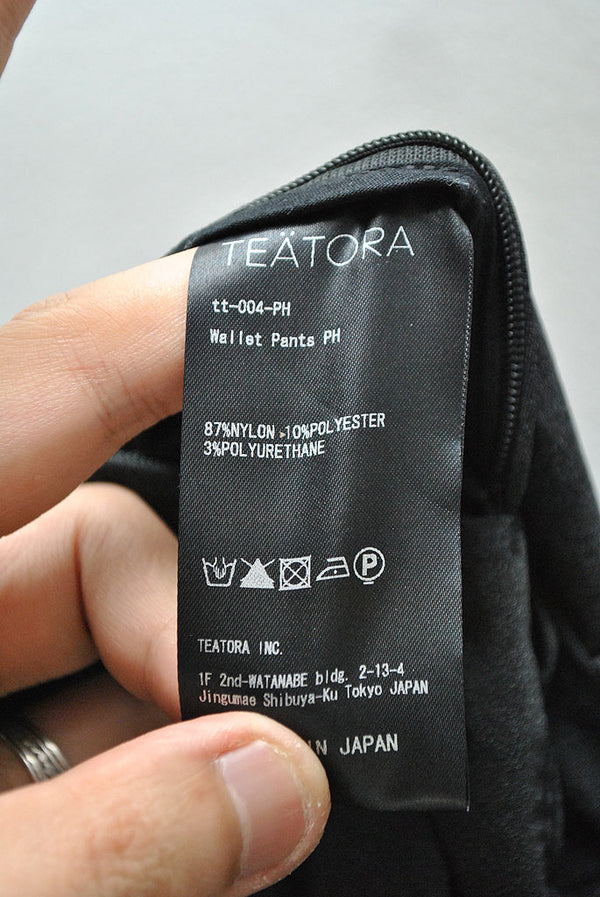 TEÄTORA
tt-004-PH
Wallet Pants PH
87%NYLON 10%POLYESTER
3%POLYURETHANE
P
TEATORA INC.
1F 2nd-WATANABE bldg. 2-13-4
Jingumae Shibuya-Ku Tokyo JAPAN
IN JAPAN